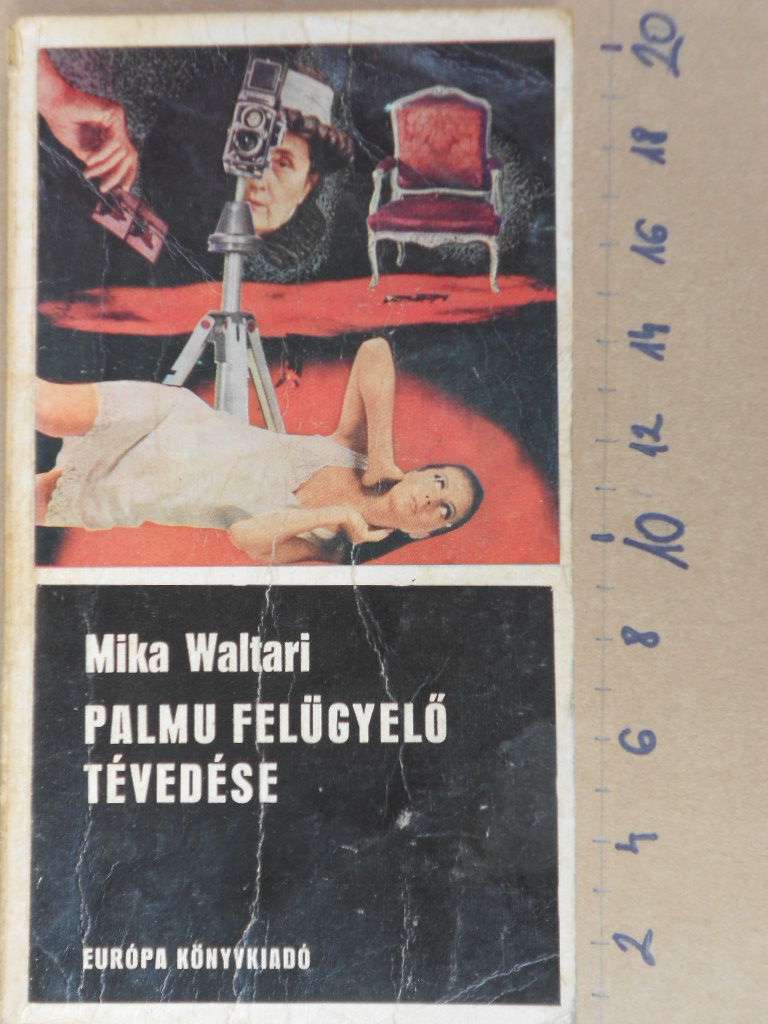 Mika Waltari
PALMU FELÜGYELŐ
TÉVEDÉSE
EURÓPA KÖNYVKIADÓ
20
18
16
14
12
10
8
6
4
2